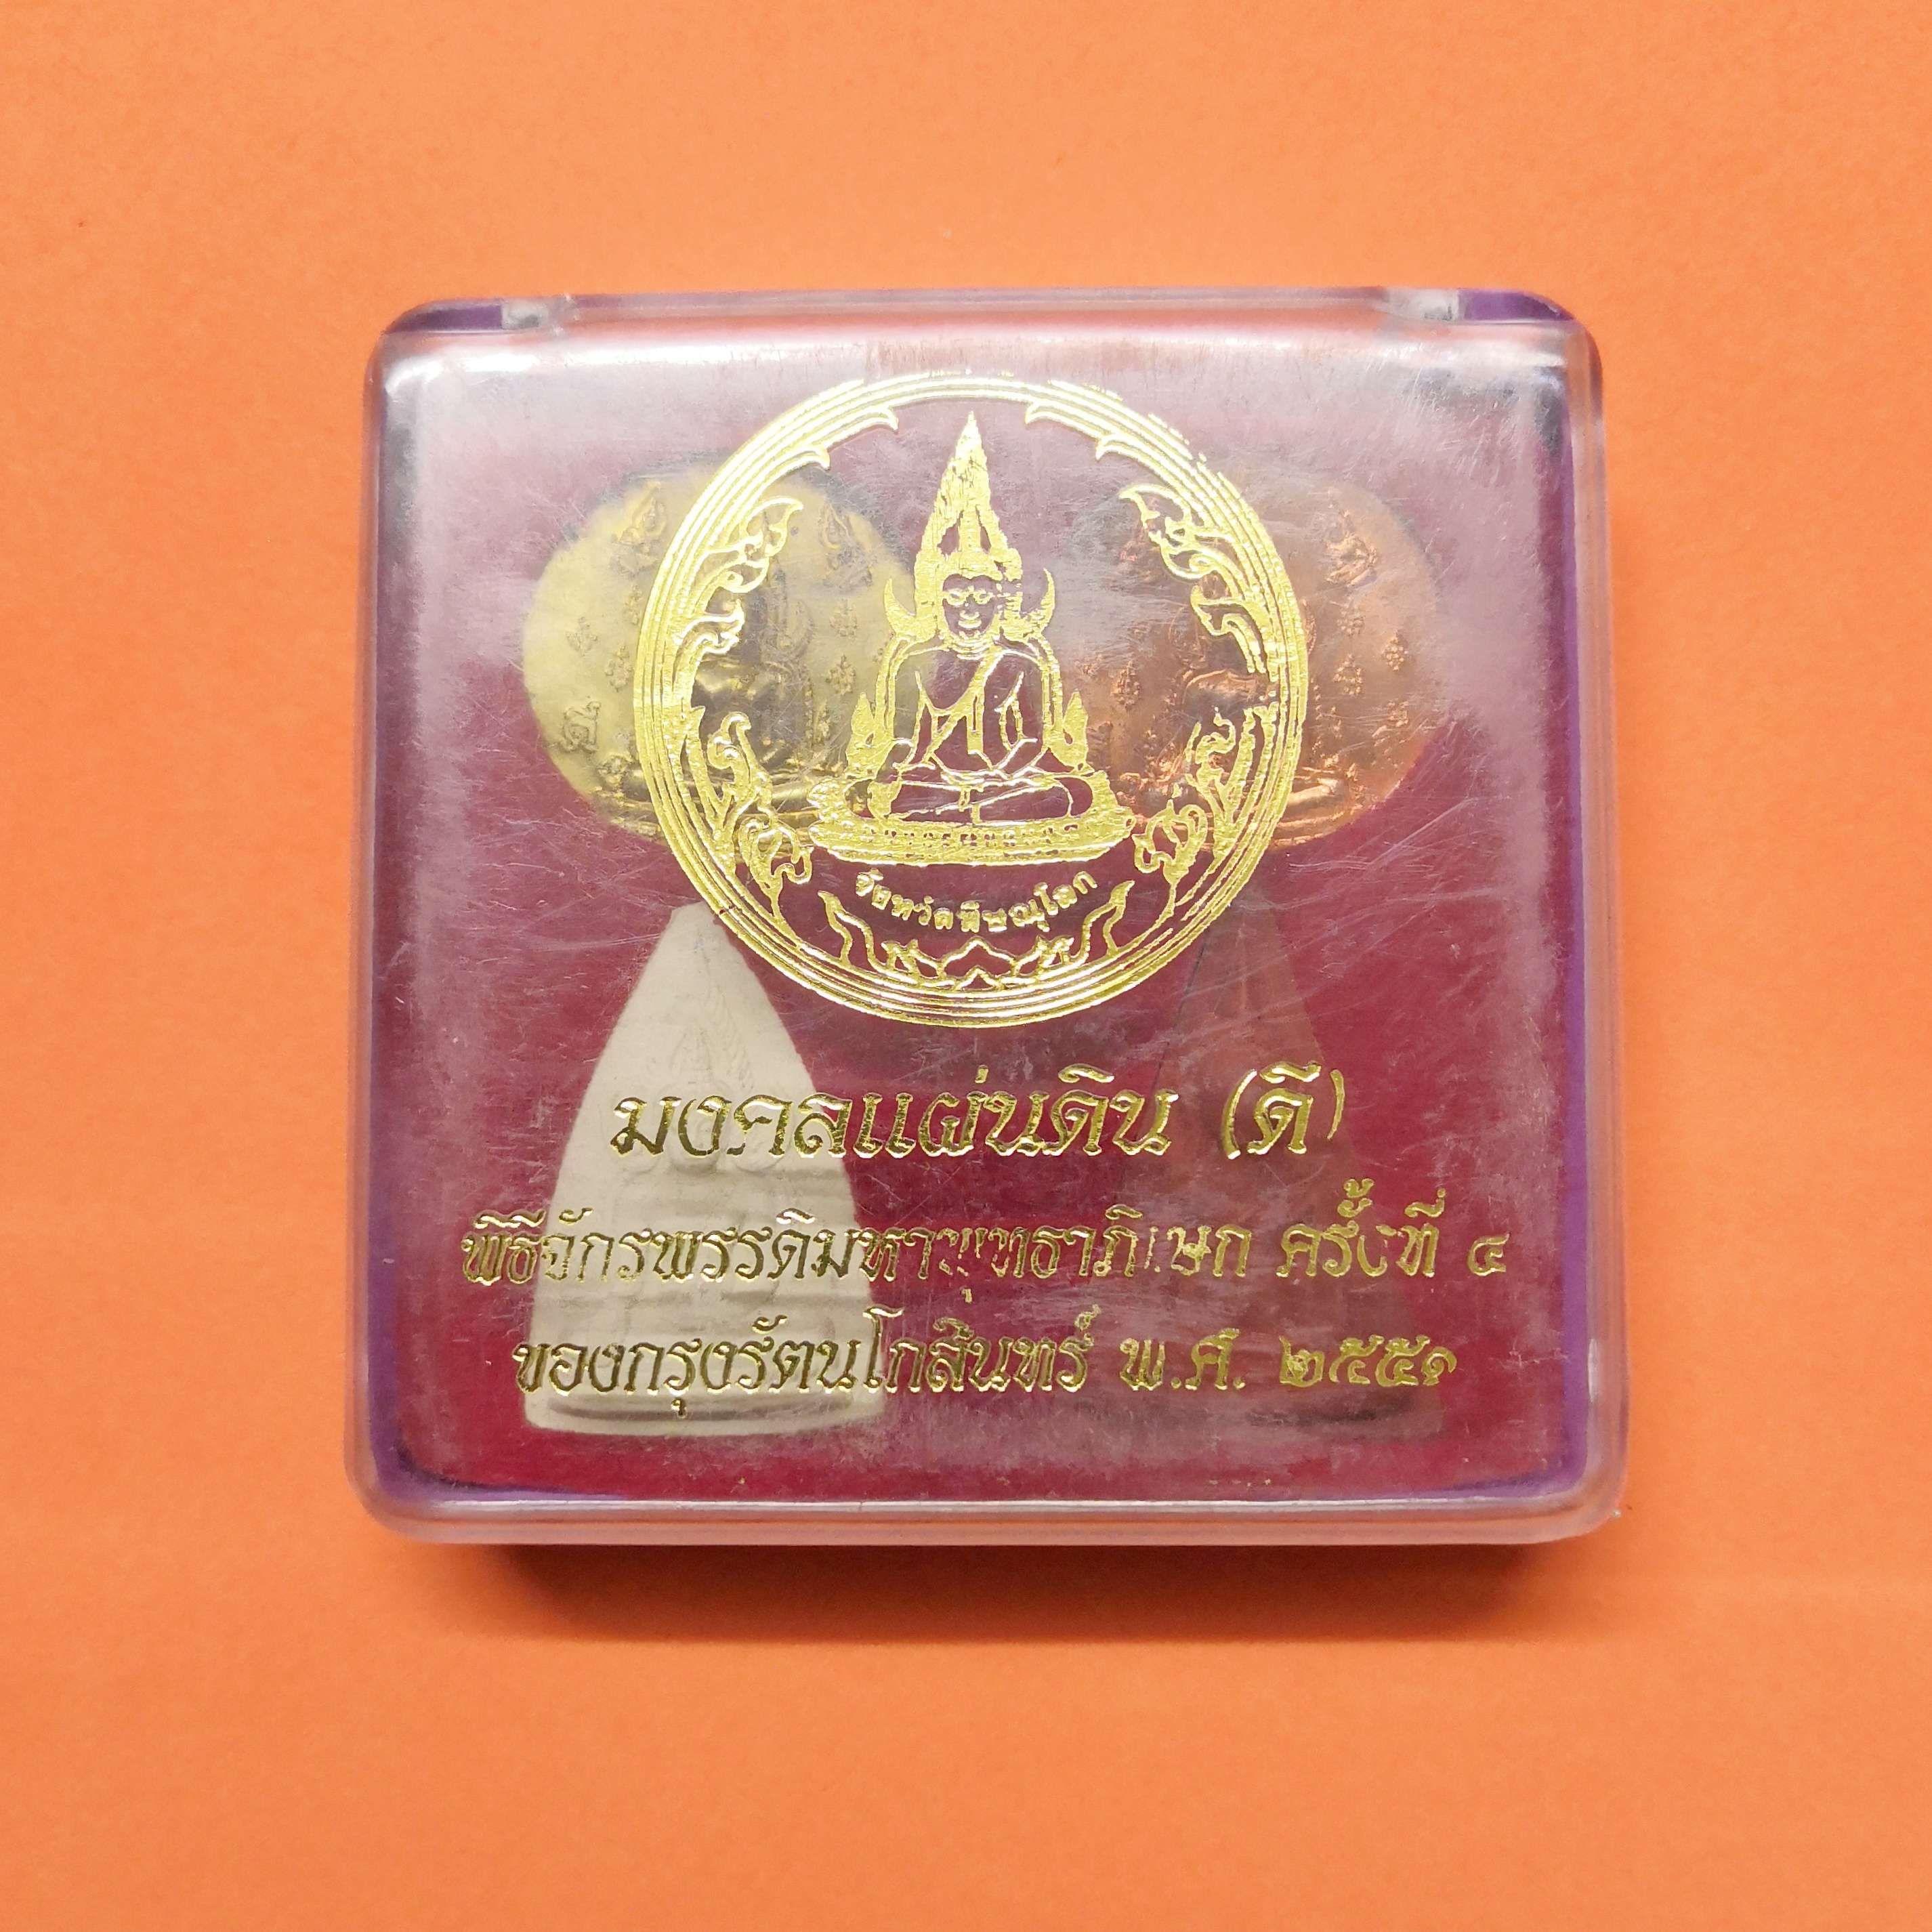 จังหวัดพิษณุโลก
มงคลแผ่นดิน (ดี)
พิธีจักรพรรดิมหาพุทธาภิเษก ครั้งที่ ๔
ของกรุงรัตนโกสินทร์ พ.ศ. ๒๕๕๑